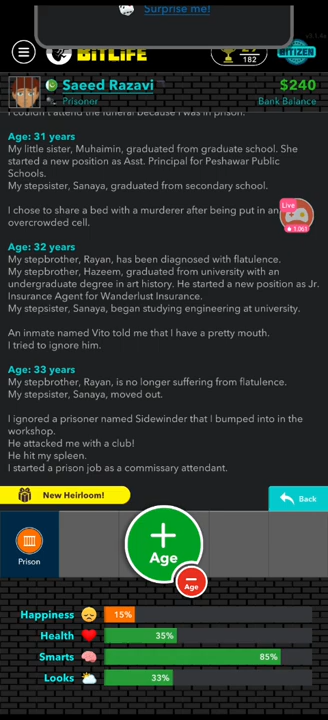 Surprise me!
BitLife
182
BITIZEN
Saeed Razavi
$240
Prisoner
Bank Balance
I couldn't attend the funeral because I was in prison.
Age: 31 years
My little sister, Muhaimin, graduated from graduate school. She
started a new position as Asst. Principal for Peshawar Public
Schools.
My stepsister, Sanaya, graduated from secondary school.
I chose to share a bed with a murderer after being put in an
overcrowded cell.
Live
3,061
Age: 32 years
My stepbrother, Rayan, has been diagnosed with flatulence.
My stepbrother, Hazeem, graduated from university with an
undergraduate degree in art history. He started a new position as Jr.
Insurance Agent for Wanderlust Insurance.
My stepsister, Sanaya, began studying engineering at university.
An inmate named Vito told me that I have a pretty mouth.
I tried to ignore him.
Age: 33 years
My stepbrother, Rayan, is no longer suffering from flatulence.
My stepsister, Sanaya, moved out.
I ignored a prisoner named Sidewinder that I bumped into in the
workshop.
He attacked me with a club!
He hit my spleen.
I started a prison job as a commissary attendant.
New Heirloom!
Back
Prison
+
Age
−
Age
Happiness 15%
Health 35%
Smarts 85%
Looks 33%